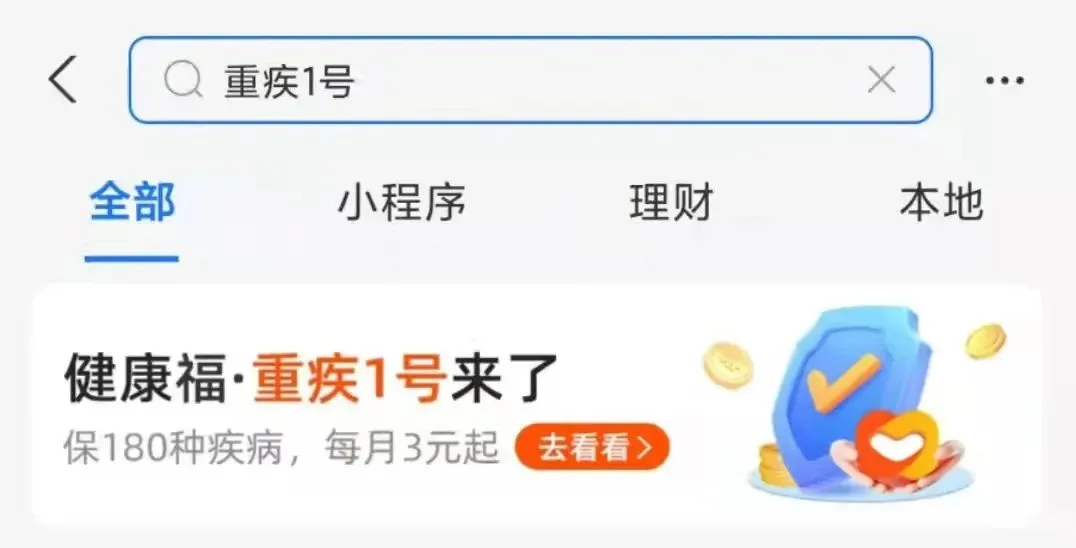 重疾1号
全部 小程序 理财 本地
健康福·重疾1号来了
保180种疾病，每月3元起 去看看>